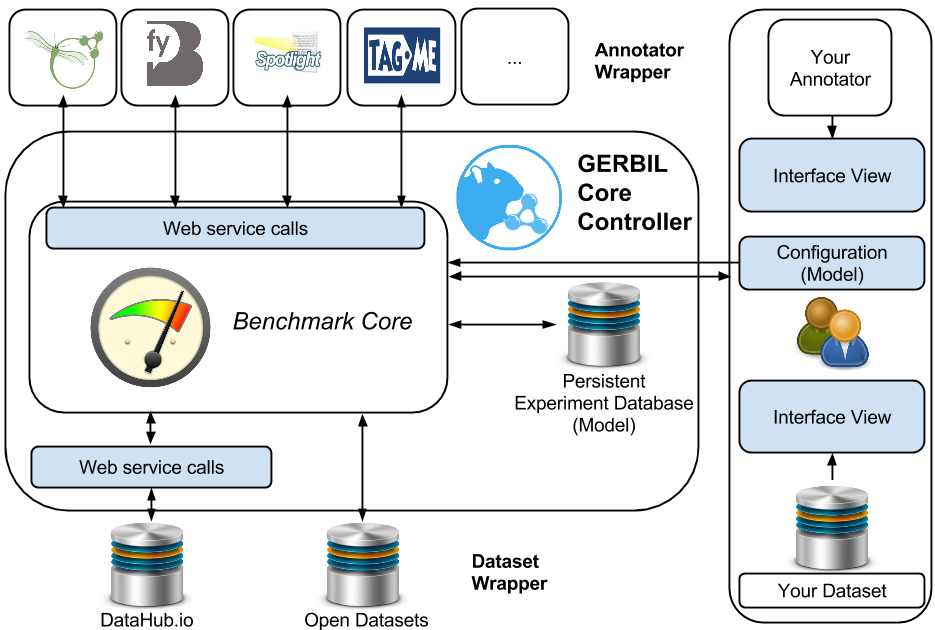 fy
Spotlight
TAGME
...
Annotator
Wrapper
Your
Annotator
Interface View
GERBIL
Core
Controller
Web service calls
Configuration
(Model)
Benchmark Core
Persistent
Experiment Database
(Model)
Interface View
Web service calls
Dataset
Wrapper
Your Dataset
DataHub.io
Open Datasets